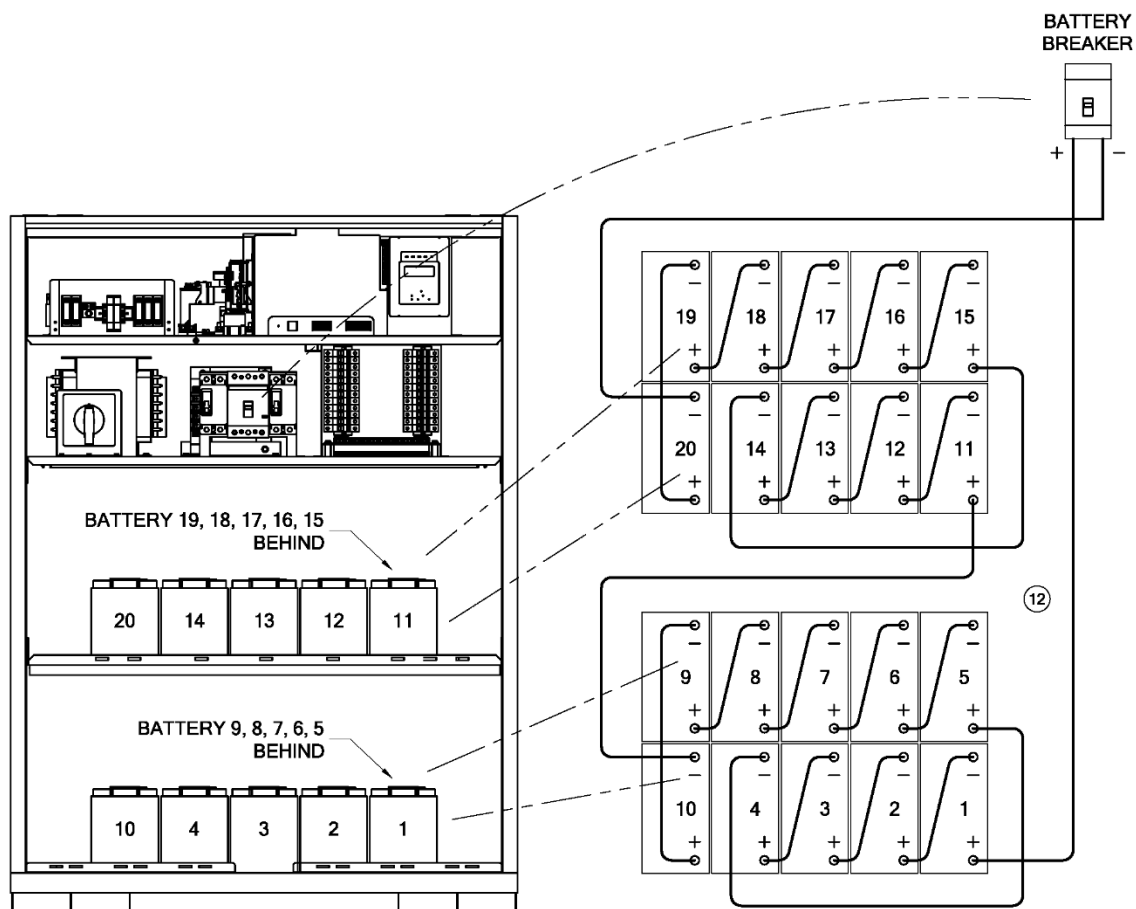 BATTERY
BREAKER
+ −
− − − − −
19 18 17 16 15
+ + + + +
− − − − −
20 14 13 12 11
+ + + + +
BATTERY 19, 18, 17, 16, 15
BEHIND
20 14 13 12 11
12
− − − − −
9 8 7 6 5
+ + + + +
BATTERY 9, 8, 7, 6, 5
BEHIND
− − − − −
10 4 3 2 1
+ + + + +
10 4 3 2 1